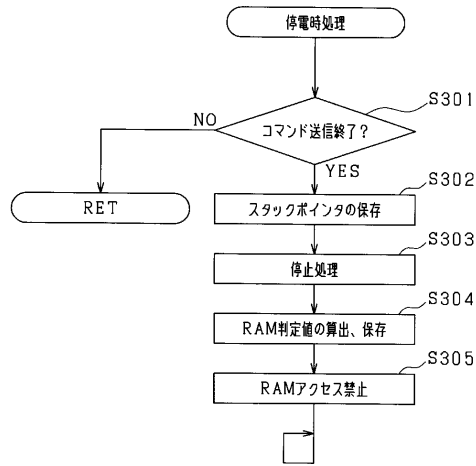 停電時処理
S301
コマンド送信終了?
NO
YES
RET
S302
スタックポインタの保存
S303
停止処理
S304
RAM判定値の算出、保存
S305
RAMアクセス禁止